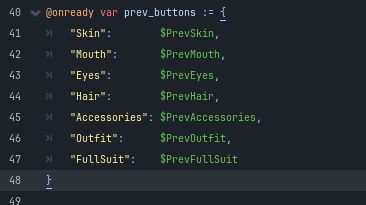 40 @onready var prev_buttons := {
41 "Skin": $PrevSkin,
42 "Mouth": $PrevMouth,
43 "Eyes": $PrevEyes,
44 "Hair": $PrevHair,
45 "Accessories": $PrevAccessories,
46 "Outfit": $PrevOutfit,
47 "FullSuit": $PrevFullSuit
48 }
49